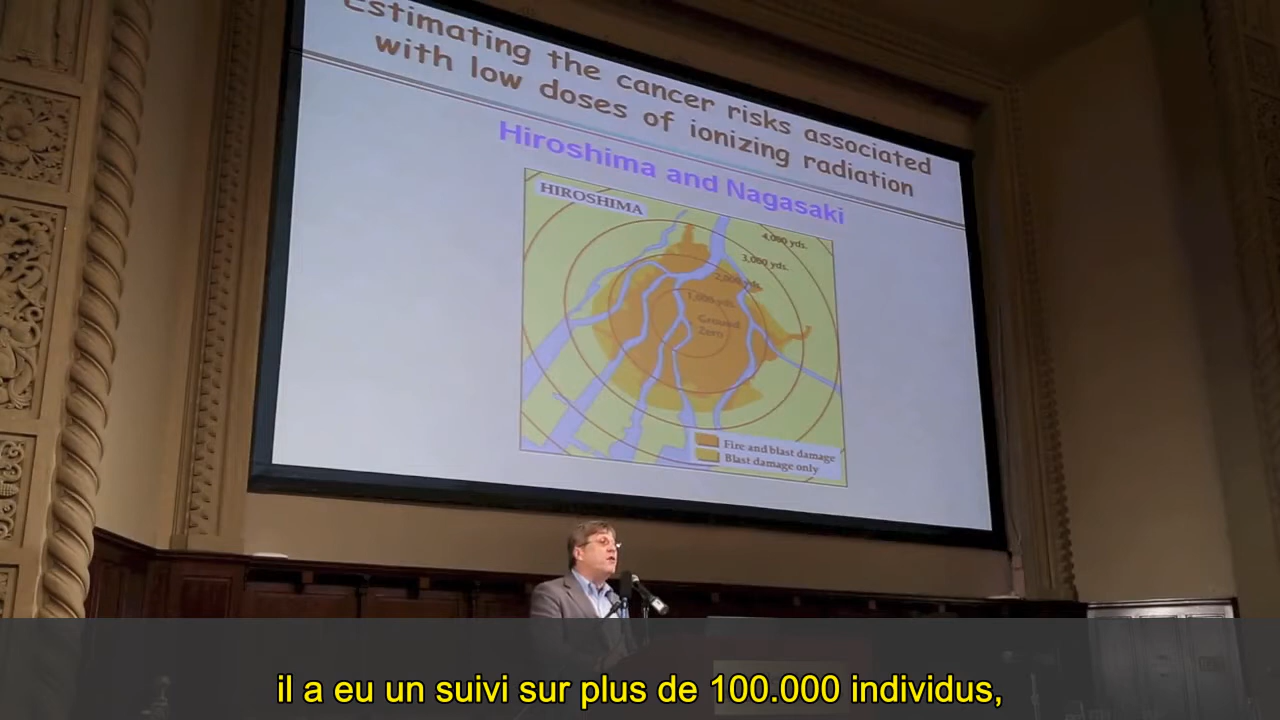 Estimating the cancer risks associated
with low doses of ionizing radiation
Hiroshima and Nagasaki
HIROSHIMA
4,000 yds.
3,000 yds.
2,000 yds.
1,000 yds.
Ground
Zero
Fire and blast damage
Blast damage only
il a eu un suivi sur plus de 100.000 individus,